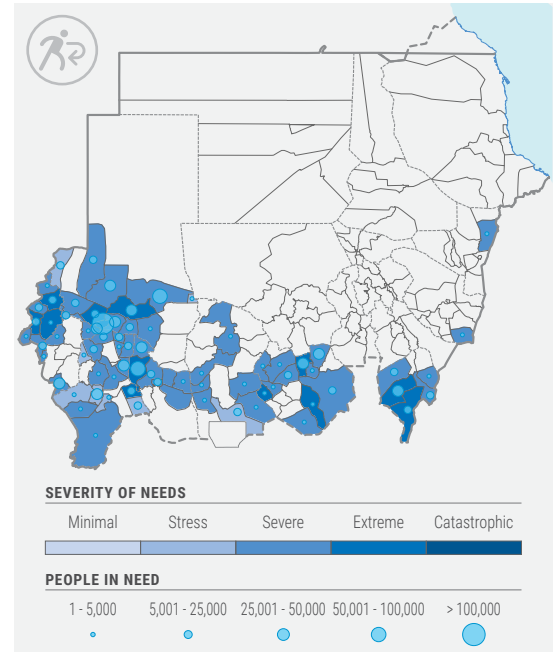 SEVERITY OF NEEDS
Minimal Stress Severe Extreme Catastrophic
PEOPLE IN NEED
1 - 5,000 5,001 - 25,000 25,001 - 50,000 50,001 - 100,000 > 100,000